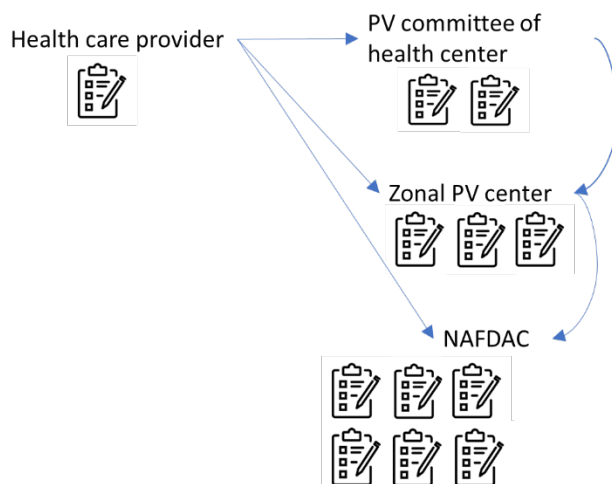 Health care provider
PV committee of
health center
Zonal PV center
NAFDAC